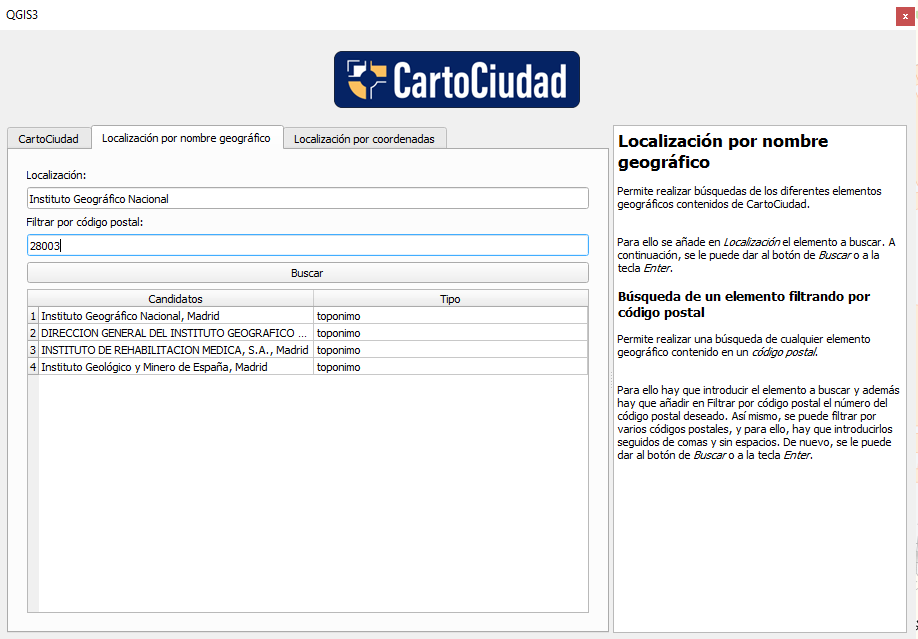 QGIS3
x
CartoCiudad
CartoCiudad
Localización por nombre geográfico
Localización por coordenadas
Localización:
Instituto Geográfico Nacional
Filtrar por código postal:
28003
Buscar
Candidatos Tipo
1 Instituto Geográfico Nacional, Madrid toponimo
2 DIRECCION GENERAL DEL INSTITUTO GEOGRAFICO ... toponimo
3 INSTITUTO DE REHABILITACION MEDICA, S.A., Madrid toponimo
4 Instituto Geológico y Minero de España, Madrid toponimo
Localización por nombre
geográfico
Permite realizar búsquedas de los diferentes elementos
geográficos contenidos de CartoCiudad.
Para ello se añade en Localización el elemento a buscar. A
continuación, se le puede dar al botón de Buscar o a la
tecla Enter.
Búsqueda de un elemento filtrando por
código postal
Permite realizar una búsqueda de cualquier elemento
geográfico contenido en un código postal.
Para ello hay que introducir el elemento a buscar y además
hay que añadir en Filtrar por código postal el número del
código postal deseado. Así mismo, se puede filtrar por
varios códigos postales, y para ello, hay que introducirlos
seguidos de comas y sin espacios. De nuevo, se le puede
dar al botón de Buscar o a la tecla Enter.